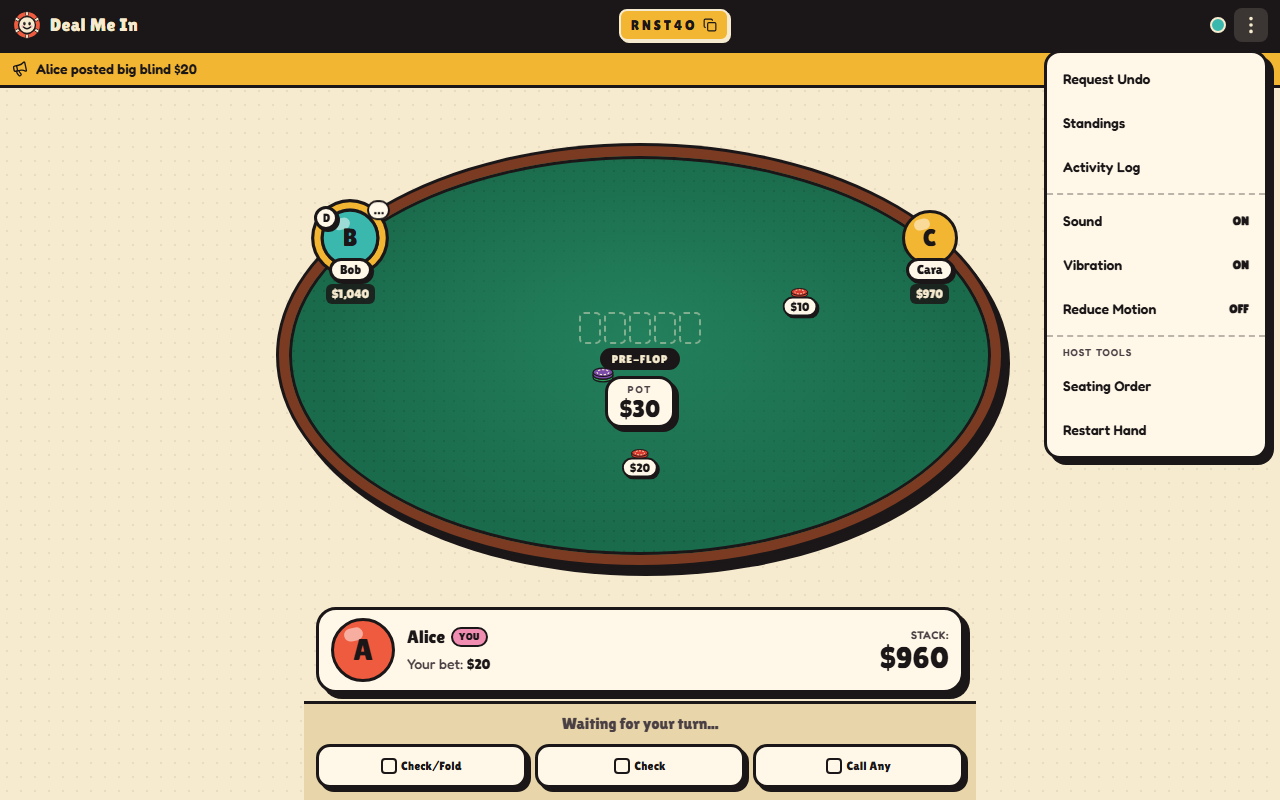 Deal Me In
RNST4O
Alice posted big blind $20
Request Undo
Standings
Activity Log
Sound ON
Vibration ON
Reduce Motion OFF
HOST TOOLS
Seating Order
Restart Hand
D
...
B
Bob
$1,040
C
Cara
$970
$10
PRE-FLOP
POT
$30
$20
A
Alice YOU
Your bet: $20
STACK:
$960
Waiting for your turn...
Check/Fold
Check
Call Any